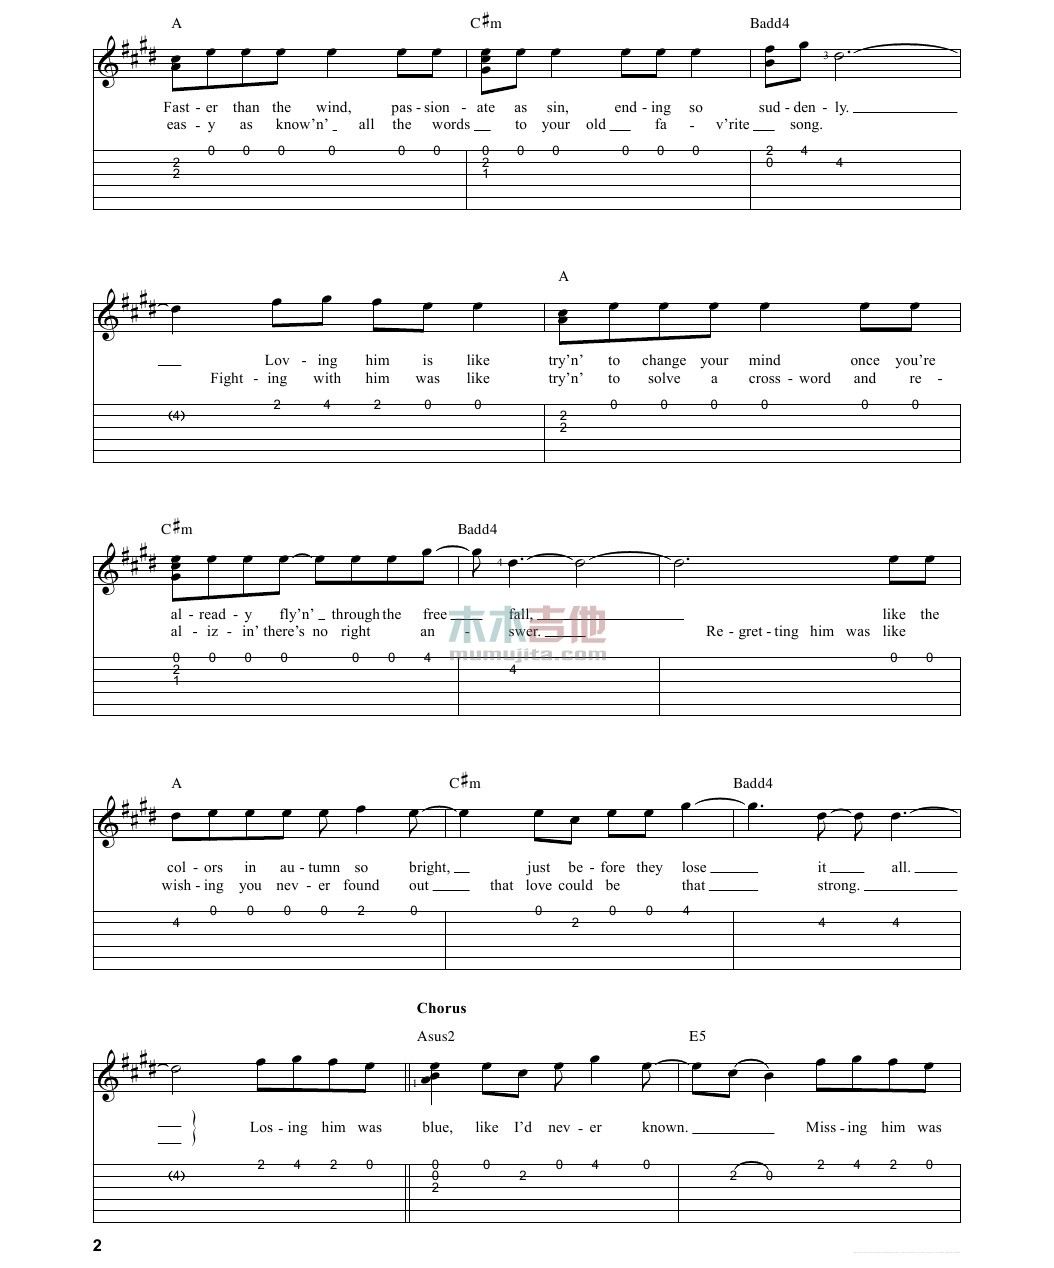 A C#m Badd4
Fast - er than the wind, pas - sion - ate as sin, end - ing so sud - den - ly.
eas - y as know'n' all the words to your old fa - v'rite song.
0 0 0 0 0 0 0 0 0 0 0 0 2 4
2 2 0 4
2 1
A
Lov - ing him is like try'n' to change your mind once you're
Fight - ing with him was like try'n' to solve a cross - word and re -
2 4 2 0 0 0 0 0 0 0 0
(4) 2
2
C#m Badd4
al - read - y fly'n' through the free fall, like the
al - iz - in' there's no right an - swer. Re - gret - ting him was like
木木吉他
mumujita.com
0 0 0 0 0 0 4 0 0
2 4
1
A C#m Badd4
col - ors in au - tumn so bright, just be - fore they lose it all.
wish - ing you nev - er found out that love could be that strong.
0 0 0 0 2 0 0 0 0 4
4 2 4 4
Chorus
Asus2 E5
Los - ing him was blue, like I'd nev - er known. Miss - ing him was
2 4 2 0 0 0 0 4 0 2 4 2 0
(4) 0 2 2 0
2
2